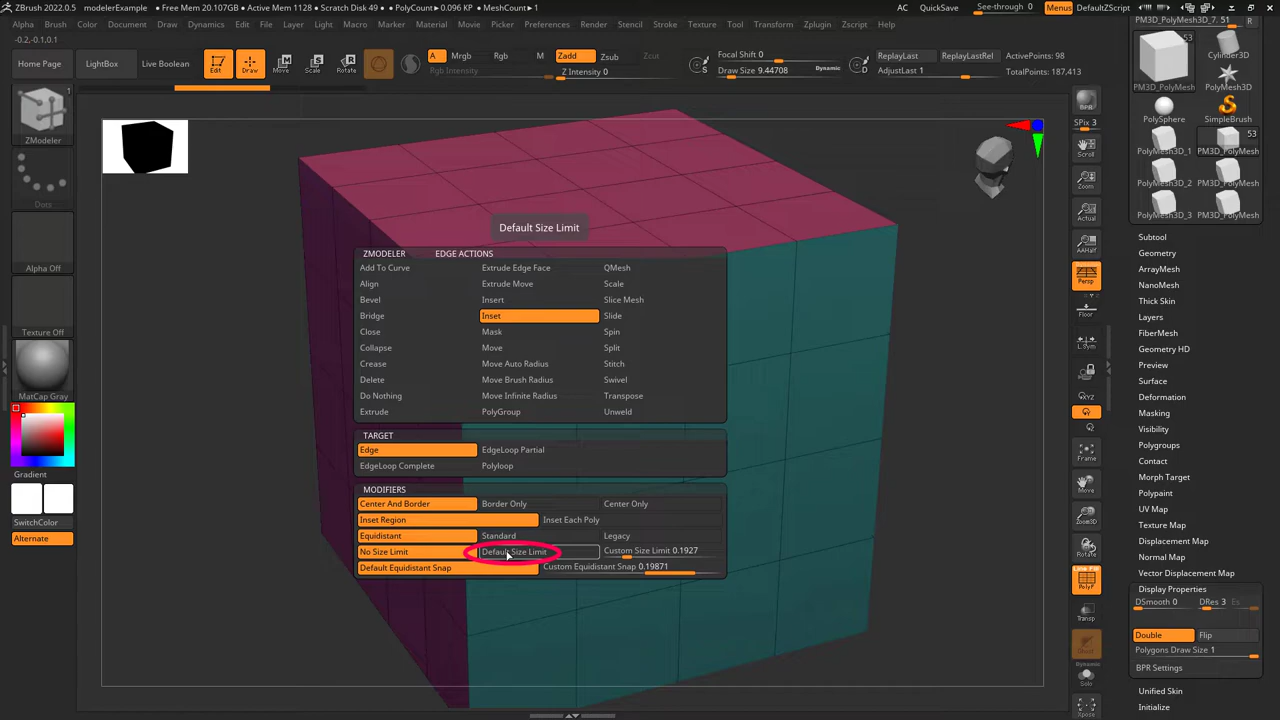 ZBrush 2022.0.5 modelerExample • Free Mem 20.107GB • Active Mem 1128 • Scratch Disk 49 • PolyCount▸0.096 KP • MeshCount▸1 AC QuickSave See-through 0 Menus DefaultZScript
Alpha Brush Color Document Draw Dynamics Edit File Layer Light Macro Marker Material Movie Picker Preferences Render Stencil Stroke Texture Tool Transform Zplugin Zscript Help
-0.2,-0.1,0.1
Home Page LightBox Live Boolean Edit Draw Move Scale Rotate
A Mrgb Rgb M Zadd Zsub Cut
Rgb Intensity Z Intensity 0
Focal Shift 0
Draw Size 9.44708 Dynamic
S D
ReplayLast ReplayLastRel ActivePoints: 98
AdjustLast 1 TotalPoints: 187,413
1
ZModeler
Dots
Alpha Off
Texture Off
MatCap Gray
Gradient
SwitchColor
Alternate
Default Size Limit
ZMODELER EDGE ACTIONS
Add To Curve Extrude Edge Face QMesh
Align Extrude Move Scale
Bevel Insert Slice Mesh
Bridge Inset Slide
Close Mask Spin
Collapse Move Split
Crease Move Auto Radius Stitch
Delete Move Brush Radius Swivel
Do Nothing Move Infinite Radius Transpose
Extrude PolyGroup Unweld
TARGET
Edge EdgeLoop Partial
EdgeLoop Complete Polyloop
MODIFIERS
Center And Border Border Only Center Only
Inset Region Inset Each Poly
Equidistant Standard Legacy
No Size Limit Default Size Limit Custom Size Limit 0.1927
Default Equidistant Snap Custom Equidistant Snap 0.19871
BPR
SPix 3
Scroll
Zoom
Actual
AAHalf
Persp
Floor
L.Sym
XYZ
Frame
Move
Zoom3D
Rotate
Line Fill
PolyF
Transp
Ghost
Dynamic
Solo
Xpose
PM3D_PolyMesh3D_7. 51 R
53
PM3D_PolyMesh
Cylinder3D
PolyMesh3D
PolySphere SimpleBrush
53
PolyMesh3D_1 PM3D_PolyMesh
PolyMesh3D_2 PM3D_PolyMesh
PolyMesh3D_3 PM3D_PolyMesh
Subtool
Geometry
ArrayMesh
NanoMesh
Thick Skin
Layers
FiberMesh
Geometry HD
Preview
Surface
Deformation
Masking
Visibility
Polygroups
Contact
Morph Target
Polypaint
UV Map
Texture Map
Displacement Map
Normal Map
Vector Displacement Map
Display Properties
DSmooth 0 DRes 3 Es
Double Flip
Polygons Draw Size 1
BPR Settings
Unified Skin
Initialize